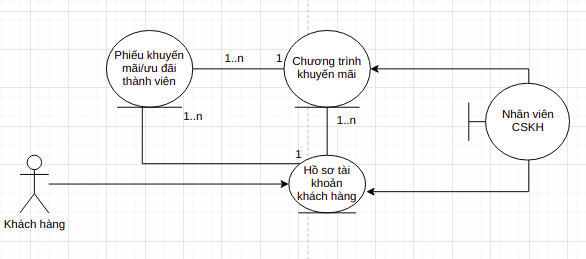 Phiếu khuyến
mãi/ưu đãi
thành viên
1..n
1
Chương trình
khuyến mãi
1..n
1..n
Nhân viên
CSKH
1
Hồ sơ tài
khoản
khách hàng
Khách hàng